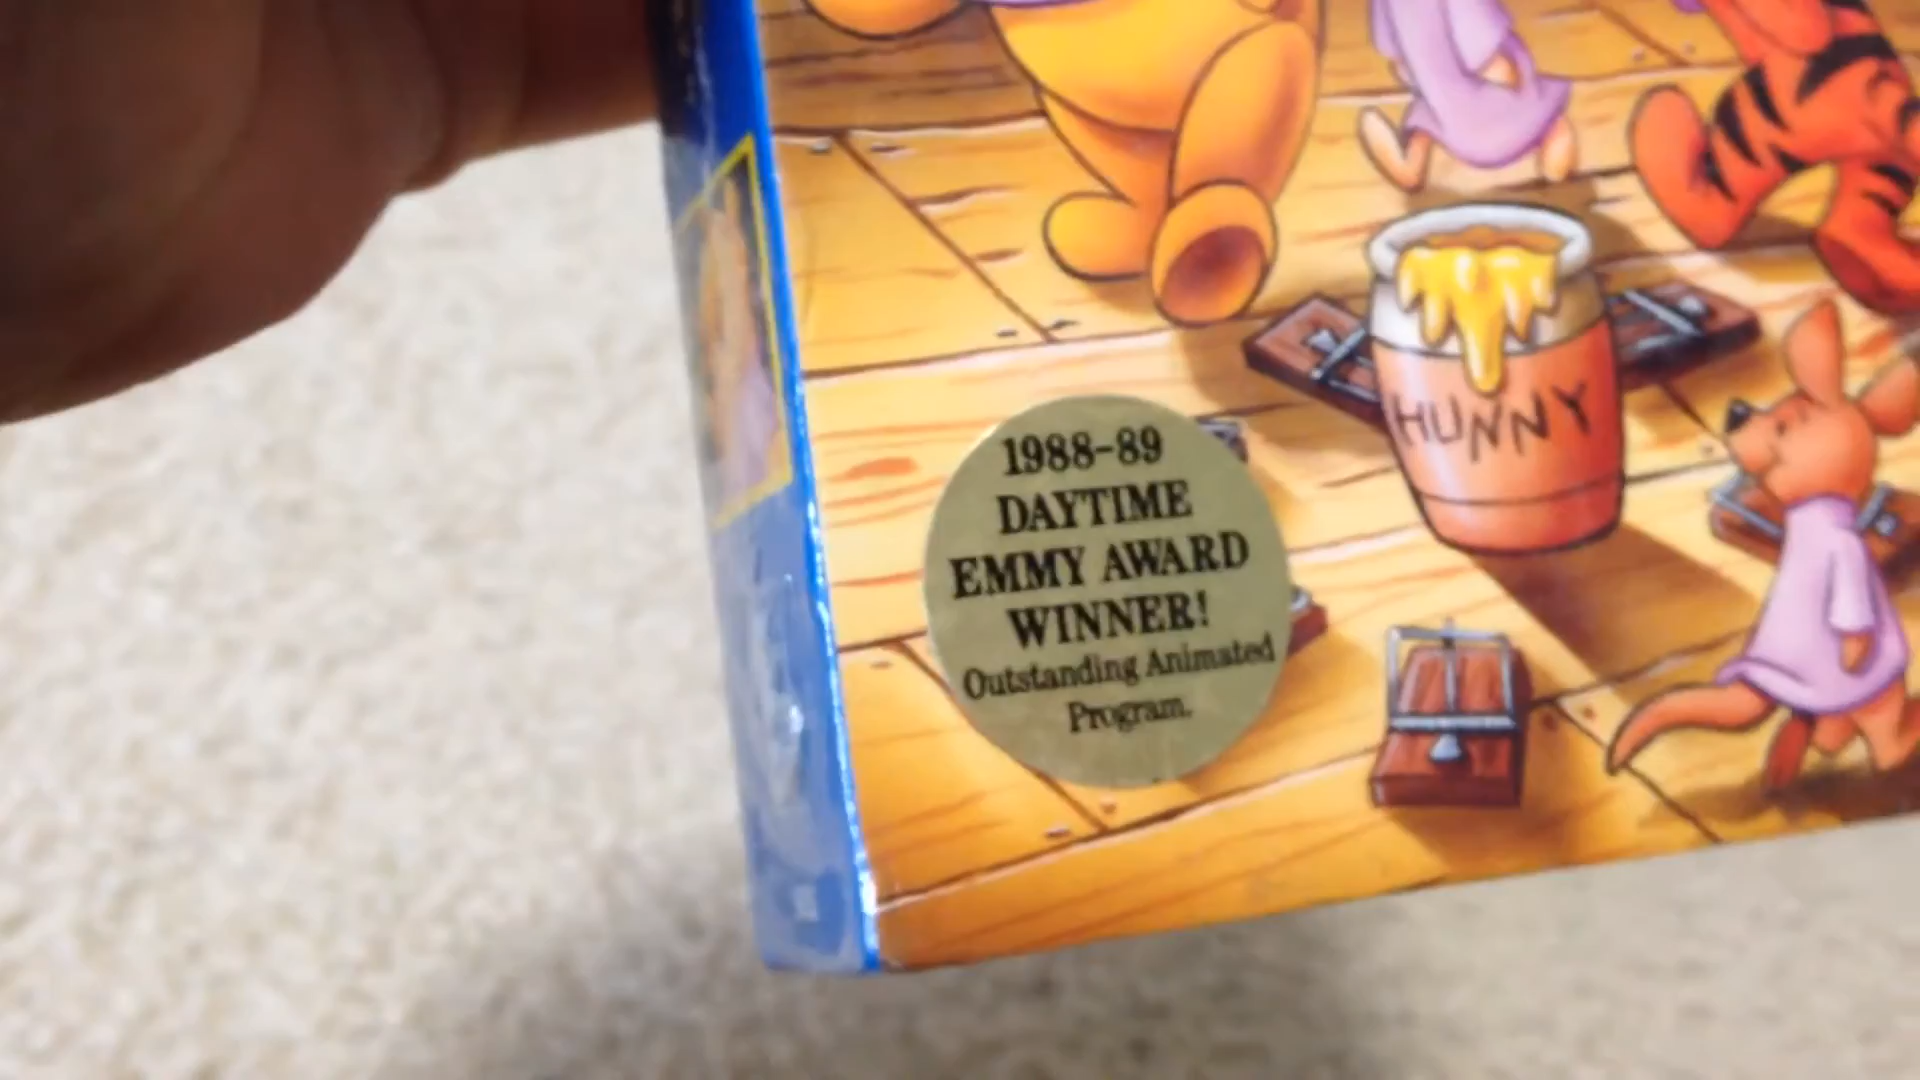 HUNNY
1988-89
DAYTIME
EMMY AWARD
WINNER!
Outstanding Animated
Program.